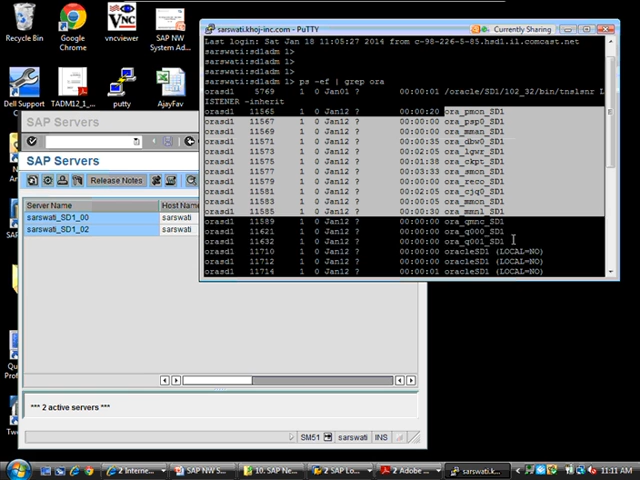 Recycle Bin
Google Chrome
vncviewer
SAP NW System Ad...
Dell Support
TADM12_1_...
putty
AjayFav
sarswati.khoj-inc.com - PuTTY
Currently Sharing
Last login: Sat Jan 18 11:05:27 2014 from c-98-226-5-85.hsd1.il.comcast.net
sarswati:sd1adm 1>
sarswati:sd1adm 1>
sarswati:sd1adm 1> ps -ef | grep ora
orasd1 5769 1 0 Jan01 ? 00:00:01 /oracle/SD1/102_32/bin/tnslsnr L
ISTENER -inherit
orasd1 11565 1 0 Jan12 ? 00:00:20 ora_pmon_SD1
orasd1 11567 1 0 Jan12 ? 00:00:00 ora_psp0_SD1
orasd1 11569 1 0 Jan12 ? 00:00:00 ora_mman_SD1
orasd1 11571 1 0 Jan12 ? 00:00:35 ora_dbw0_SD1
orasd1 11573 1 0 Jan12 ? 00:02:15 ora_lgwr_SD1
orasd1 11575 1 0 Jan12 ? 00:01:38 ora_ckpt_SD1
orasd1 11577 1 0 Jan12 ? 00:03:33 ora_smon_SD1
orasd1 11579 1 0 Jan12 ? 00:00:00 ora_reco_SD1
orasd1 11581 1 0 Jan12 ? 00:02:05 ora_cjq0_SD1
orasd1 11583 1 0 Jan12 ? 00:02:05 ora_mmon_SD1
orasd1 11585 1 0 Jan12 ? 00:00:30 ora_mmnl_SD1
orasd1 11589 1 0 Jan12 ? 00:00:00 ora_qmnc_SD1
orasd1 11621 1 0 Jan12 ? 00:00:00 ora_q000_SD1
orasd1 11632 1 0 Jan12 ? 00:00:00 ora_q001_SD1
orasd1 11710 1 0 Jan12 ? 00:00:00 oracleSD1 (LOCAL=NO)
orasd1 11712 1 0 Jan12 ? 00:00:00 oracleSD1 (LOCAL=NO)
orasd1 11714 1 0 Jan12 ? 00:00:01 oracleSD1 (LOCAL=NO)
SAP Servers
SAP Servers
Release Notes
Server Name Host Name
sarswati_SD1_00 sarswati
sarswati_SD1_02 sarswati
*** 2 active servers ***
SM51 sarswati INS
2 Interne...
SAP NW S...
10. SAP Ne...
2 SAP Lo...
2 Adobe ...
sarswati.k...
11:11 AM